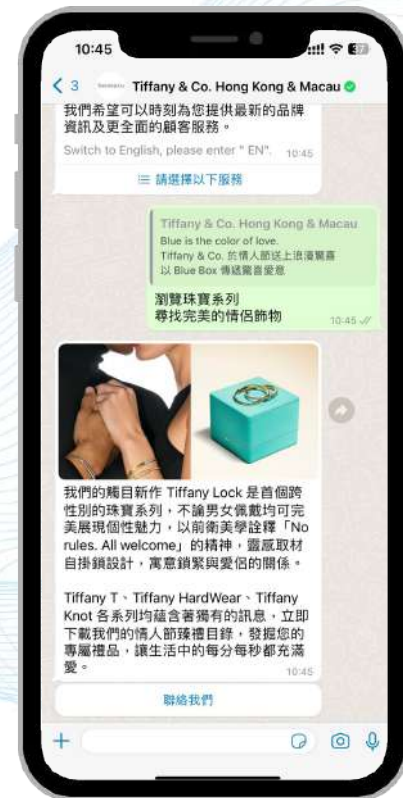 10:45
37
3
Tiffany & Co. Hong Kong & Macau
我們希望可以時刻為您提供最新的品牌
資訊及更全面的顧客服務。
Switch to English, please enter " EN".
10:45
請選擇以下服務
Tiffany & Co. Hong Kong & Macau
Blue is the color of love.
Tiffany & Co. 於情人節送上浪漫驚喜
以 Blue Box 傳遞驚喜愛意
瀏覽珠寶系列
尋找完美的情侶飾物
10:45
我們的觸目新作 Tiffany Lock 是首個跨
性別的珠寶系列,不論男女佩戴均可完
美展現個性魅力,以前衛美學詮釋「No
rules. All welcome」的精神,靈感取材
自掛鎖設計,寓意鎖緊與愛侶的關係。
Tiffany T、Tiffany HardWear、Tiffany
Knot 各系列均蘊含著獨有的訊息,立即
下載我們的情人節臻禮目錄,發掘您的
專屬禮品,讓生活中的每分每秒都充滿
愛。
10:45
聯絡我們